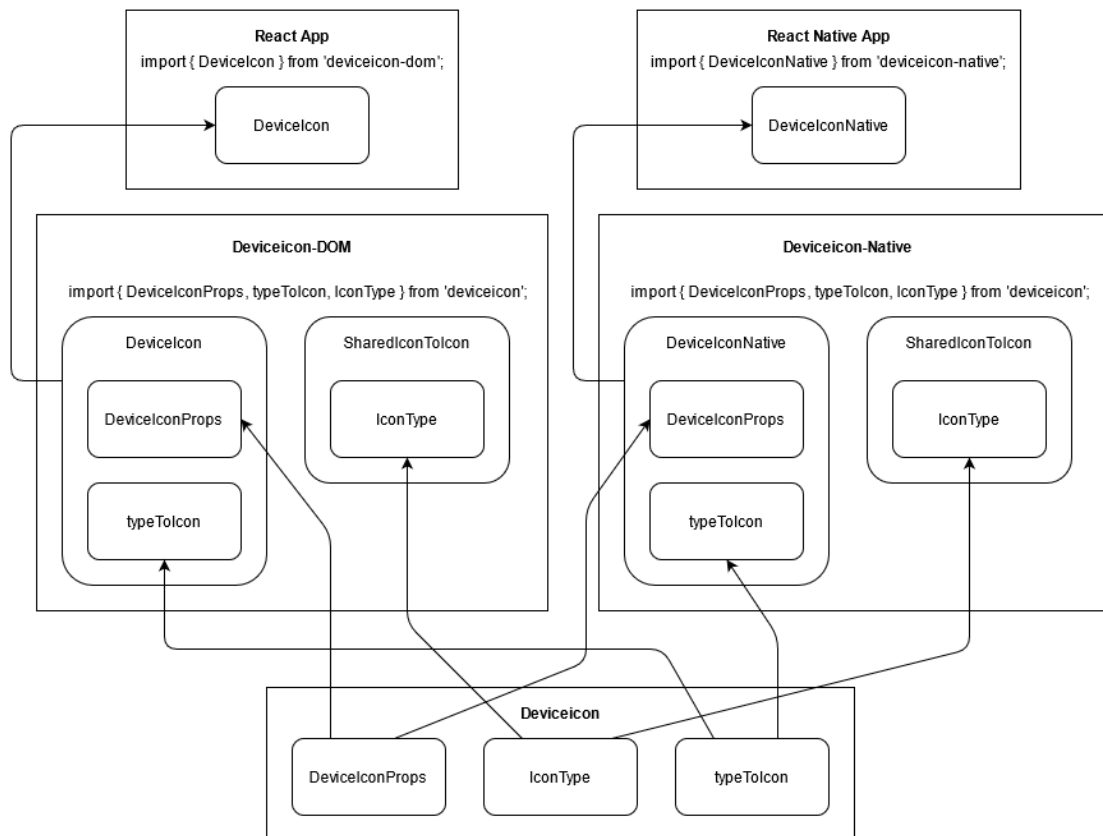 React App
import { DeviceIcon } from 'deviceicon-dom';
DeviceIcon
React Native App
import { DeviceIconNative } from 'deviceicon-native';
DeviceIconNative
Deviceicon-DOM
import { DeviceIconProps, typeToIcon, IconType } from 'deviceicon';
DeviceIcon
SharedIconToIcon
DeviceIconProps
IconType
typeToIcon
Deviceicon-Native
import { DeviceIconProps, typeToIcon, IconType } from 'deviceicon';
DeviceIconNative
SharedIconToIcon
DeviceIconProps
IconType
typeToIcon
Deviceicon
DeviceIconProps
IconType
typeToIcon